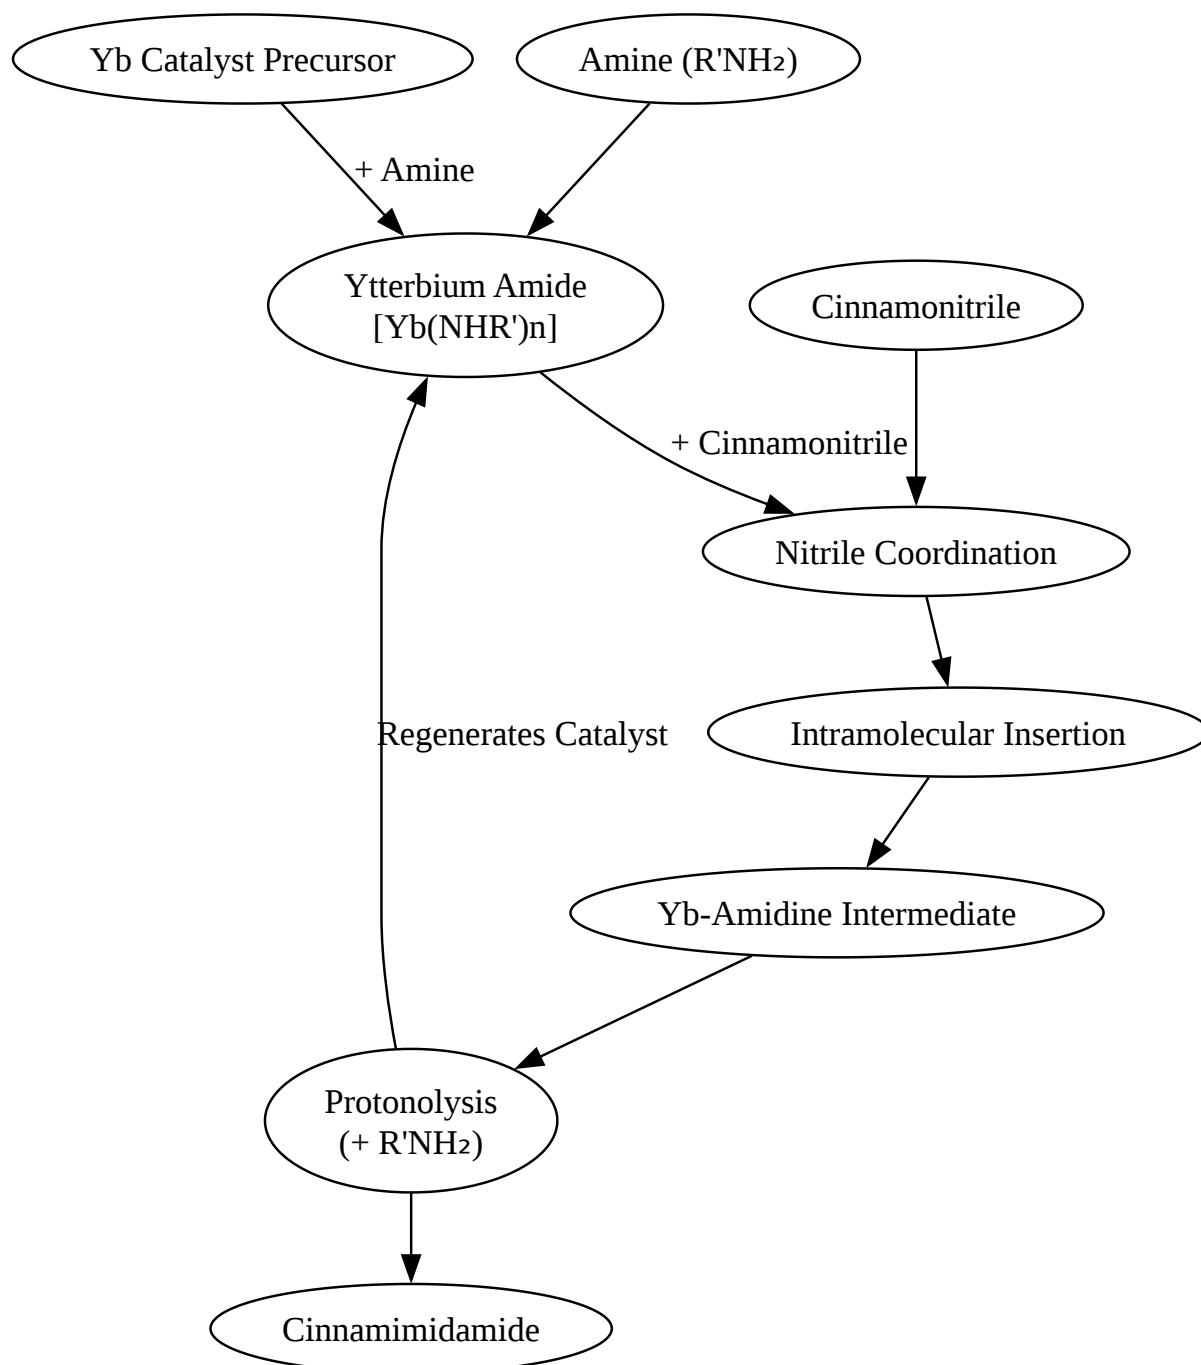 Yb Catalyst Precursor
Amine (R'NH₂)
+ Amine
Ytterbium Amide
[Yb(NHR')n]
Cinnamonitrile
+ Cinnamonitrile
Nitrile Coordination
Regenerates Catalyst
Intramolecular Insertion
Yb-Amidine Intermediate
Protonolysis
(+ R'NH₂)
Cinnamimidamide